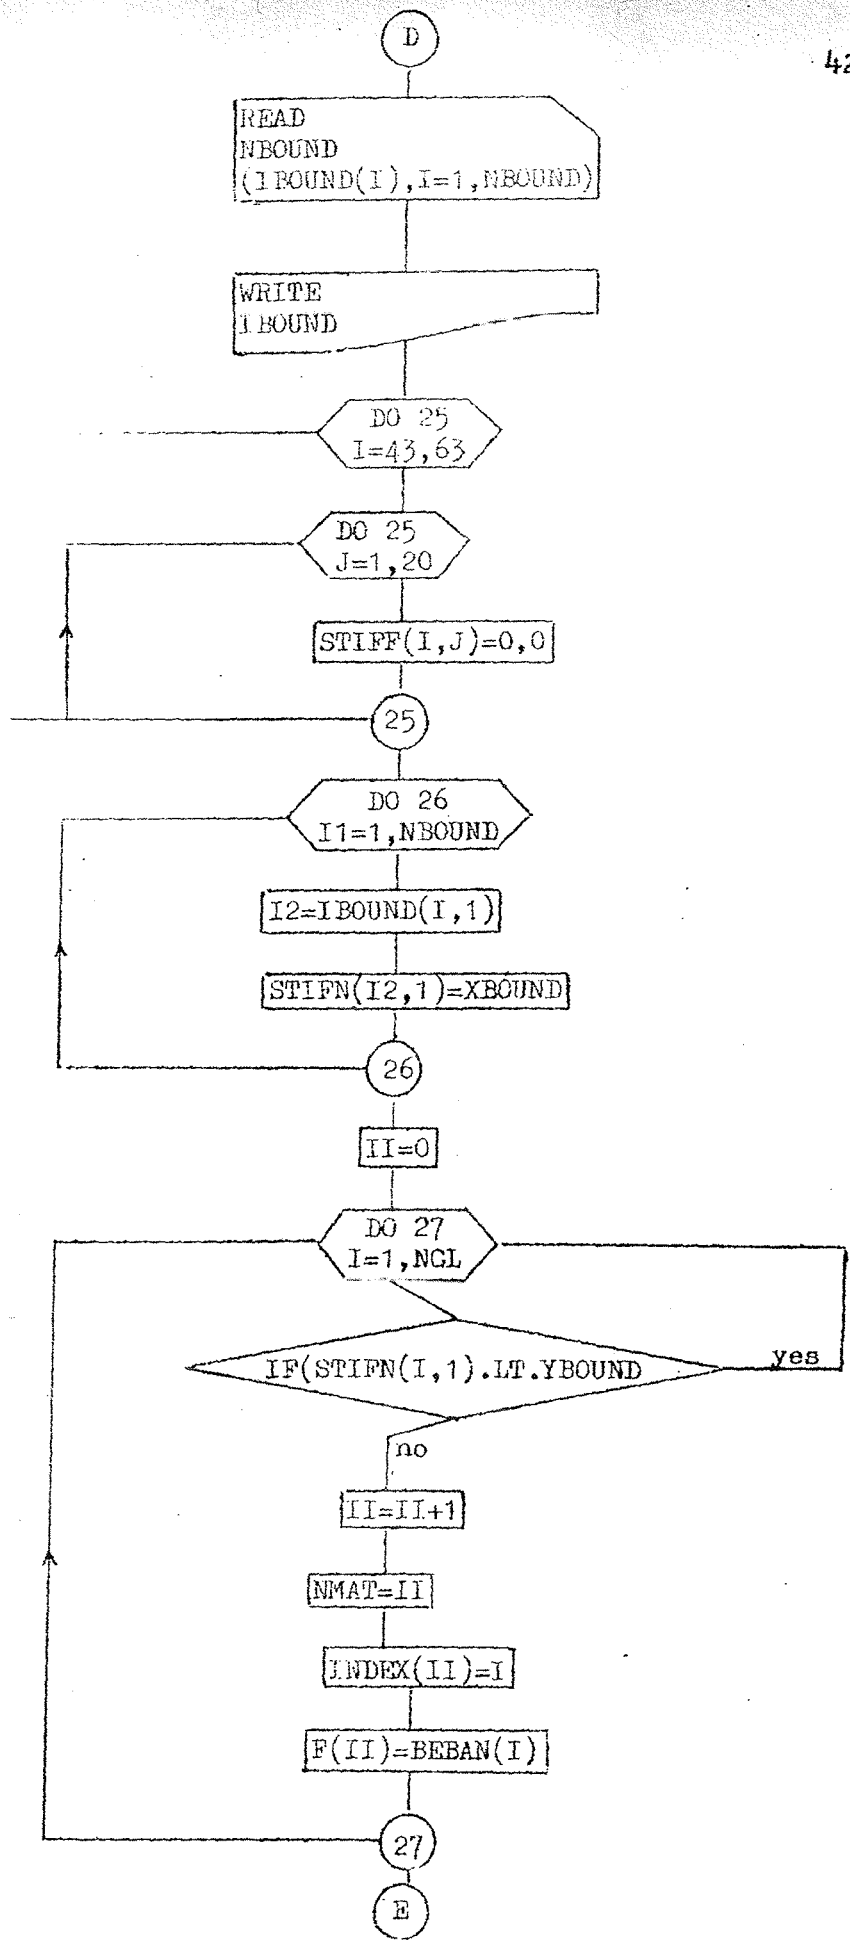 D
42
READ
NBOUND
(IBOUND(I),I=1,NBOUND)
WRITE
IBOUND
DO 25
I=43,63
DO 25
J=1,20
STIFF(I,J)=0,0
25
DO 26
I1=1,NBOUND
I2=IBOUND(I,1)
STIFN(I2,1)=XBOUND
26
II=0
DO 27
I=1,NGL
IF(STIFN(I,1).LT.YBOUND
yes
no
II=II+1
NMAT=II
INDEX(II)=I
F(II)=BEBAN(I)
27
E